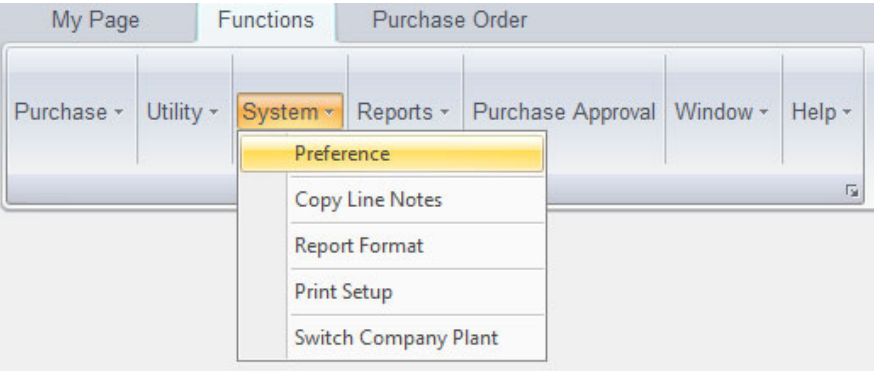 My Page Functions Purchase Order
Purchase Utility System Reports Purchase Approval Window Help
Preference
Copy Line Notes
Report Format
Print Setup
Switch Company Plant